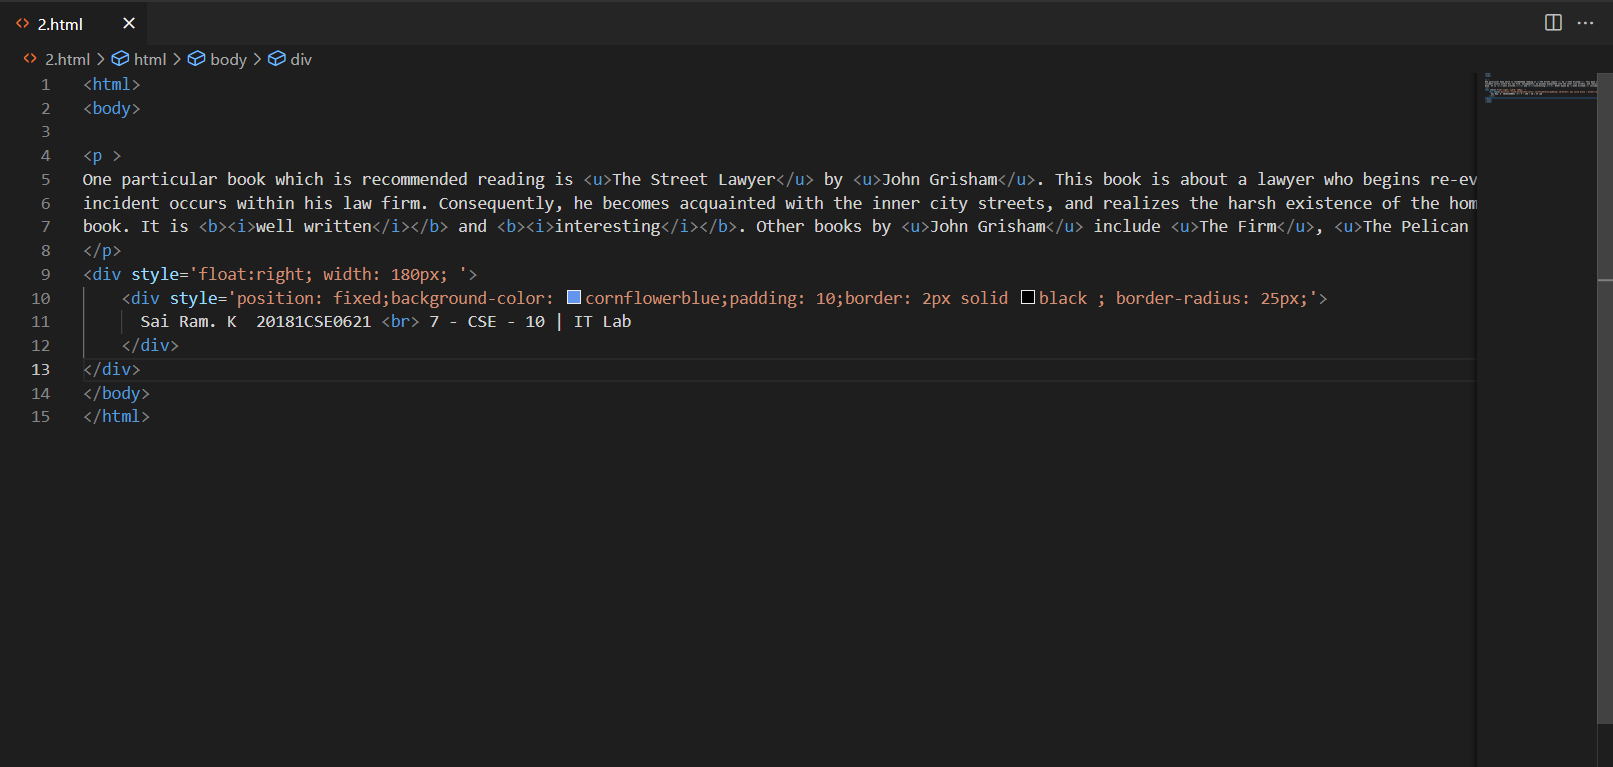 2.html
2.html > html > body > div
1 <html>
2 <body>
3
4 <p >
5 One particular book which is recommended reading is <u>The Street Lawyer</u> by <u>John Grisham</u>. This book is about a lawyer who begins re-ev
6 incident occurs within his law firm. Consequently, he becomes acquainted with the inner city streets, and realizes the harsh existence of the hom
7 book. It is <b><i>well written</i></b> and <b><i>interesting</i></b>. Other books by <u>John Grisham</u> include <u>The Firm</u>, <u>The Pelican
8 </p>
9 <div style='float:right; width: 180px; '>
10 <div style='position: fixed;background-color: cornflowerblue;padding: 10;border: 2px solid black ; border-radius: 25px;'>
11 Sai Ram. K  20181CSE0621 <br> 7 - CSE - 10 | IT Lab
12 </div>
13 </div>
14 </body>
15 </html>